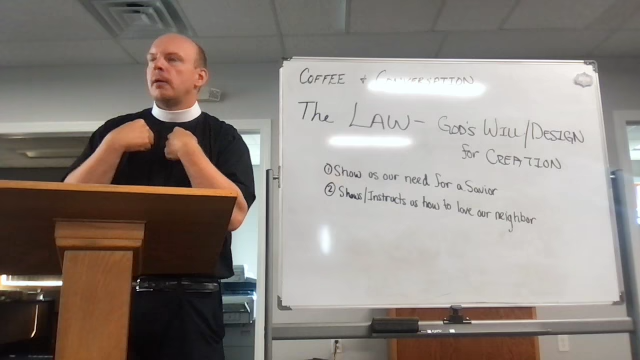 COFFEE + CONVERSATION
The LAW – GOD'S WILL/DESIGN
for CREATION
① Show us our need for a Savior
② Shows/Instructs us how to love our neighbor